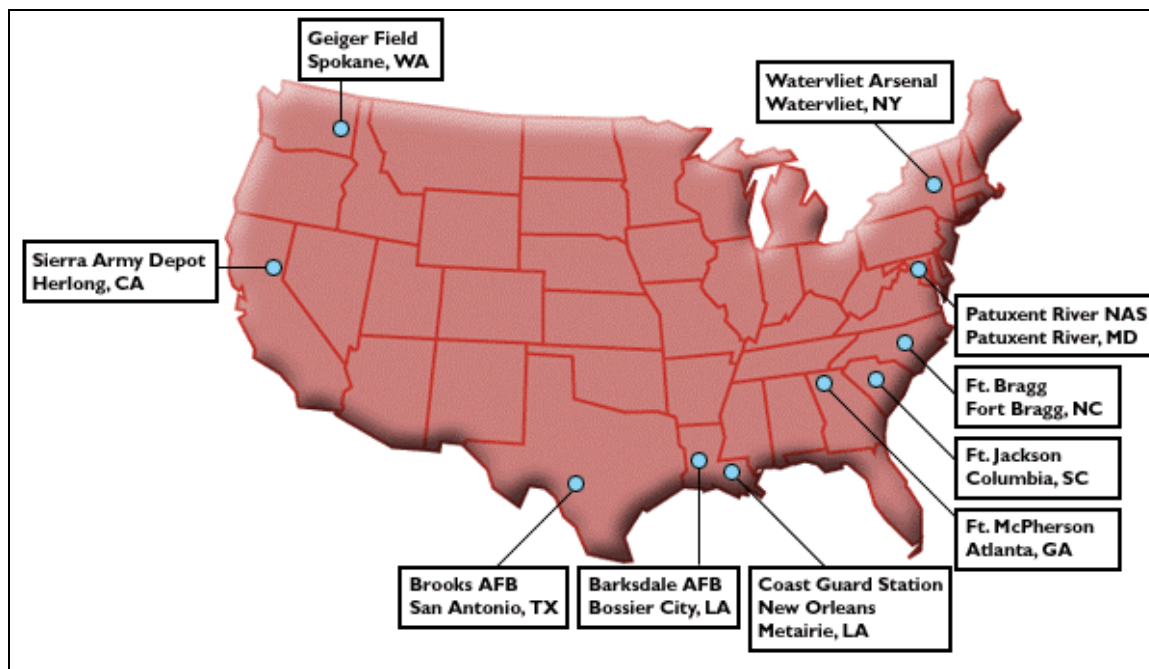 Geiger Field
Spokane, WA
Watervliet Arsenal
Watervliet, NY
Sierra Army Depot
Herlong, CA
Patuxent River NAS
Patuxent River, MD
Ft. Bragg
Fort Bragg, NC
Ft. Jackson
Columbia, SC
Ft. McPherson
Atlanta, GA
Brooks AFB
San Antonio, TX
Barksdale AFB
Bossier City, LA
Coast Guard Station
New Orleans
Metairie, LA